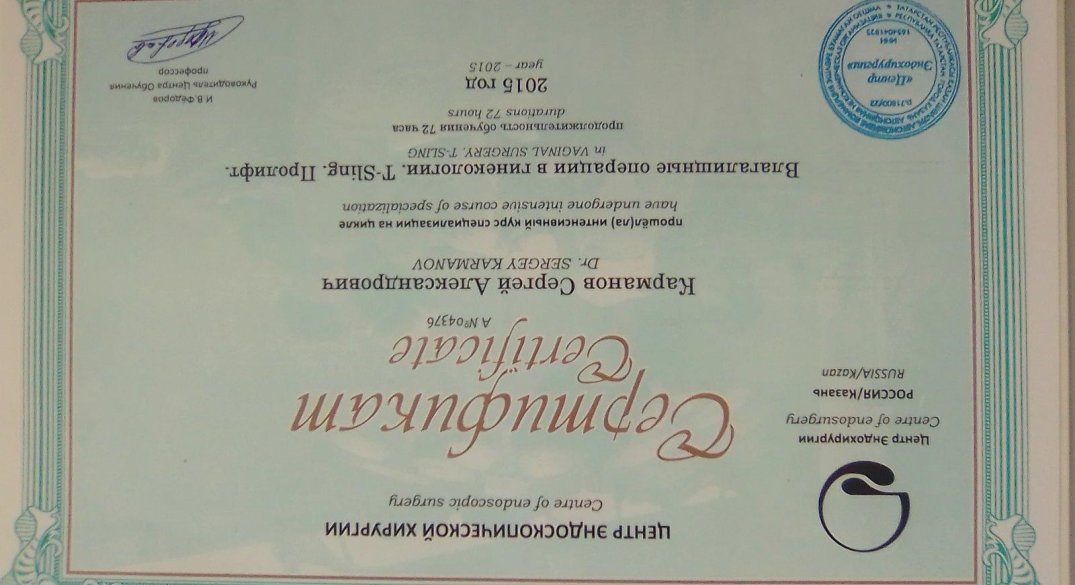 ЦЕНТР ЭНДОСКОПИЧЕСКОЙ ХИРУРГИИ
Centre of endoscopic surgery
Центр Эндохирургии
Centre of endosurgery
РОССИЯ/Казань
RUSSIA/Kazan
Сертификат
Certificate
А №04376
Карманов Сергей Александрович
Dr. SERGEY KARMANOV
прошёл(ла) интенсивный курс специализации на цикле
have undergone intensive course of specialization
Влагалищные операции в гинекологии. T-Sling. Пролифт.
in VAGINAL SURGERY. T-SLING
продолжительность обучения 72 часа
durations 72 hours
2015 год
year – 2015
И.В.Фёдоров
Руководитель Центра Обучения
профессор
«Центр
Эндохирургии»
ИНН